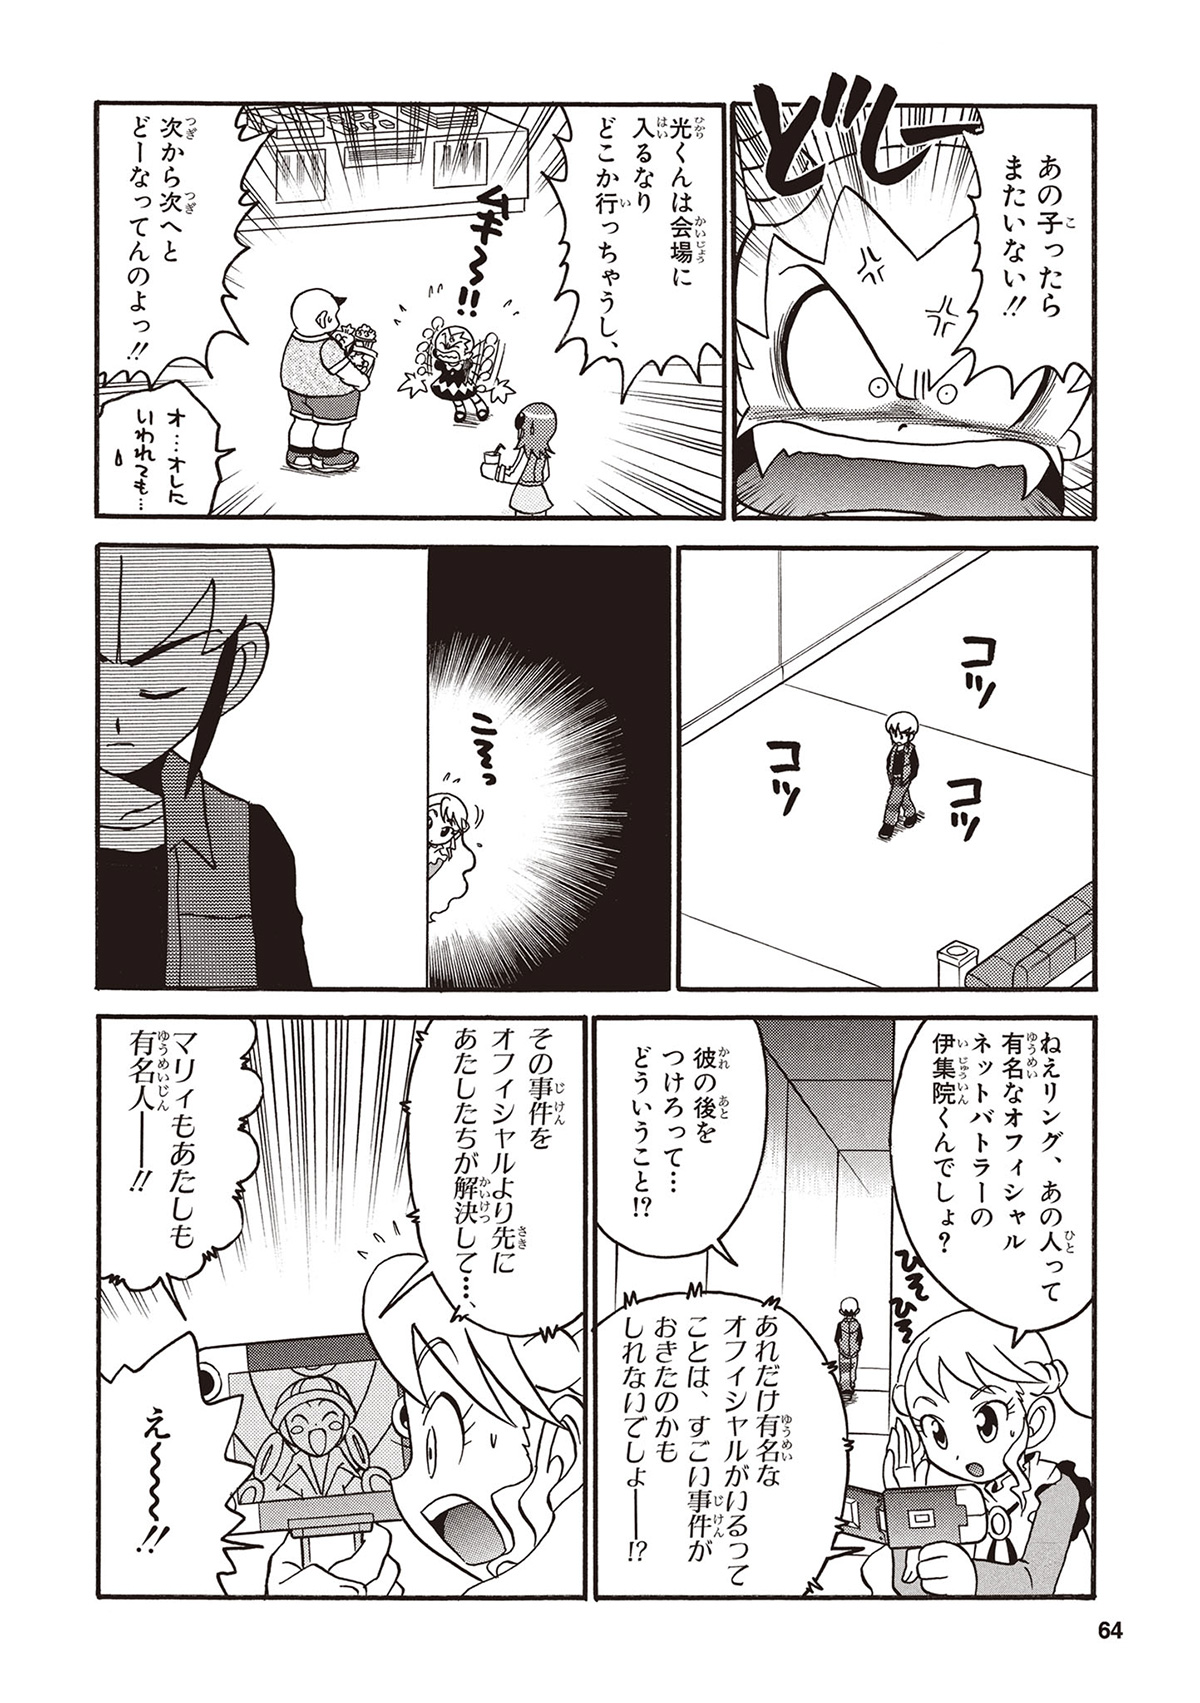 ドジー
あの子ったら
またいない!!
光くんは会場に
入るなり
どこか行っちゃうし、
ムキ〜〜!!
次から次へと
どーなってんのよっ!!
オ…オレに
いわれても…
コツ
コツ
コツ
こそっ
ねえリング、あの人って
有名なオフィシャル
ネットバトラーの
伊集院くんでしょ?
ひそひそ
彼の後を
つけろって…
どういうこと!?
あれだけ有名な
オフィシャルがいるって
ことは、すごい事件が
おきたのかも
しれないでしょ――!?
その事件を
オフィシャルより先に
あたしたちが解決して…、
マリィもあたしも
有名人――!!
え〜〜〜!!
64